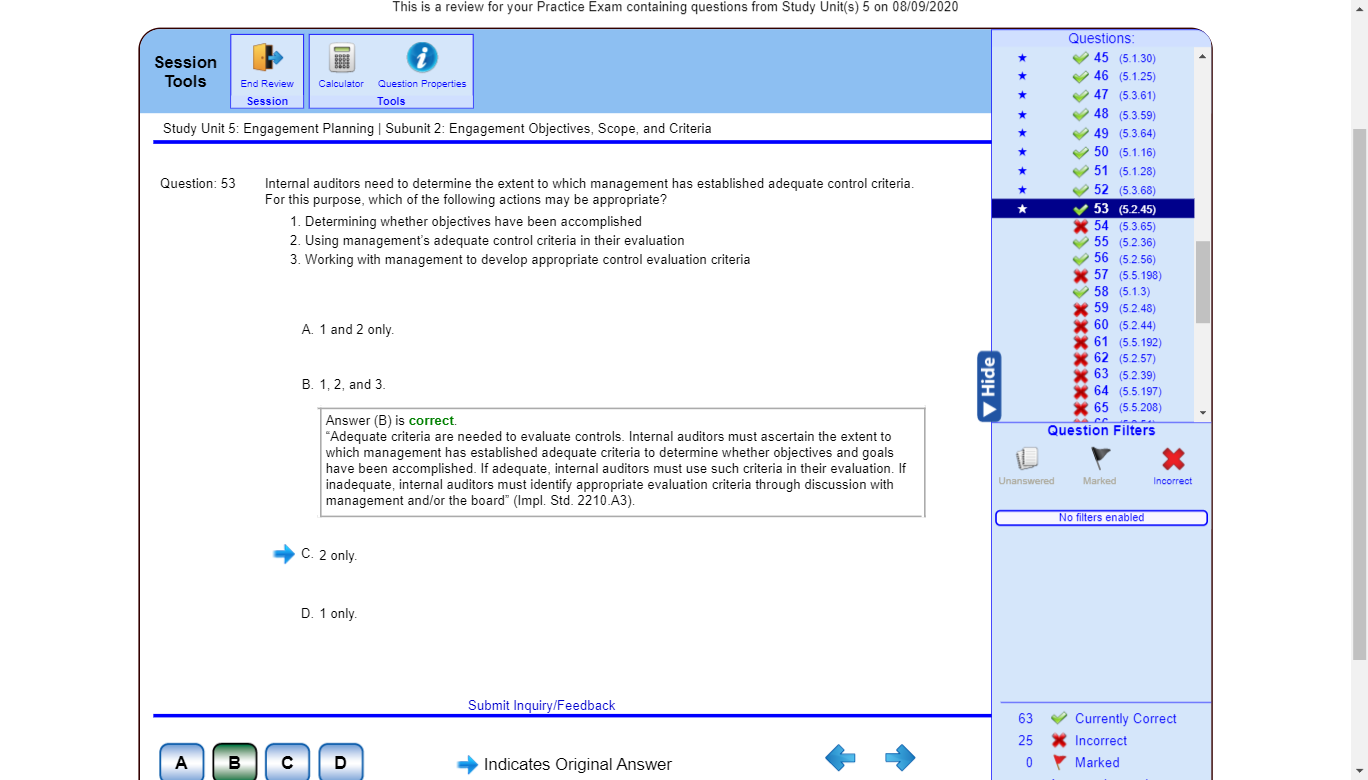 This is a review for your Practice Exam containing questions from Study Unit(s) 5 on 08/09/2020
Session
Tools
End Review
Session
Calculator
Question Properties
Tools
Study Unit 5: Engagement Planning | Subunit 2: Engagement Objectives, Scope, and Criteria
Question: 53
Internal auditors need to determine the extent to which management has established adequate control criteria.
For this purpose, which of the following actions may be appropriate?
1. Determining whether objectives have been accomplished
2. Using management's adequate control criteria in their evaluation
3. Working with management to develop appropriate control evaluation criteria
A. 1 and 2 only.
B. 1, 2, and 3.
Answer (B) is correct.
“Adequate criteria are needed to evaluate controls. Internal auditors must ascertain the extent to
which management has established adequate criteria to determine whether objectives and goals
have been accomplished. If adequate, internal auditors must use such criteria in their evaluation. If
inadequate, internal auditors must identify appropriate evaluation criteria through discussion with
management and/or the board” (Impl. Std. 2210.A3).
C. 2 only.
D. 1 only.
Submit Inquiry/Feedback
A B C D
Indicates Original Answer
Questions:
45 (5.1.30)
46 (5.1.25)
47 (5.3.61)
48 (5.3.59)
49 (5.3.64)
50 (5.1.16)
51 (5.1.28)
52 (5.3.68)
53 (5.2.45)
54 (5.3.65)
55 (5.2.36)
56 (5.2.56)
57 (5.5.198)
58 (5.1.3)
59 (5.2.48)
60 (5.2.44)
61 (5.5.192)
62 (5.2.57)
63 (5.2.39)
64 (5.5.197)
65 (5.5.208)
Hide
Question Filters
Unanswered
Marked
Incorrect
No filters enabled
63 Currently Correct
25 Incorrect
0 Marked